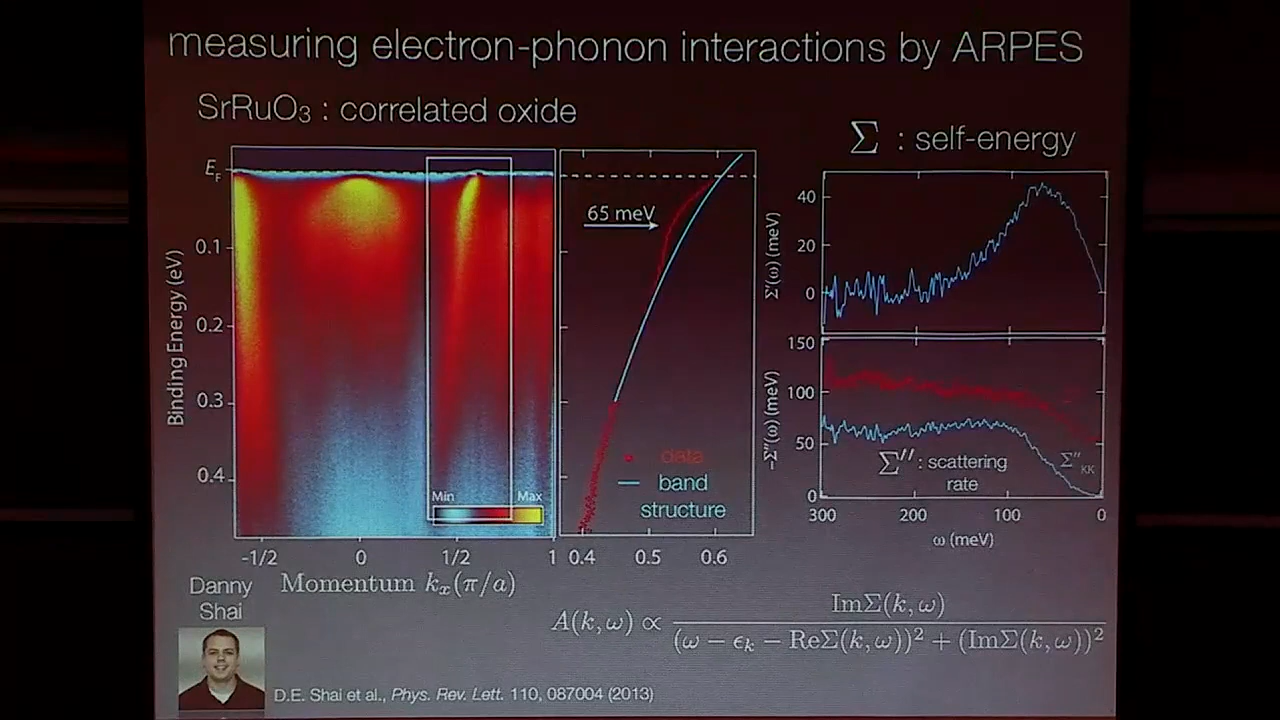 measuring electron-phonon interactions by ARPES
SrRuO₃ : correlated oxide
Σ : self-energy
E_F
0.1
0.2
0.3
0.4
Binding Energy (eV)
Min Max
-1/2 0 1/2 1
Momentum kₓ(π/a)
65 meV
data
band
structure
0.4 0.5 0.6
40
20
0
Σ′(ω) (meV)
150
100
50
0
-Σ″(ω) (meV)
Σ″ : scattering
rate
Σ″_KK
300 200 100 0
ω (meV)
Danny
Shai
A(k,ω) ∝ ImΣ(k,ω) / (ω − ϵₖ − ReΣ(k,ω))² + (ImΣ(k,ω))²
D.E. Shai et al., Phys. Rev. Lett. 110, 087004 (2013)